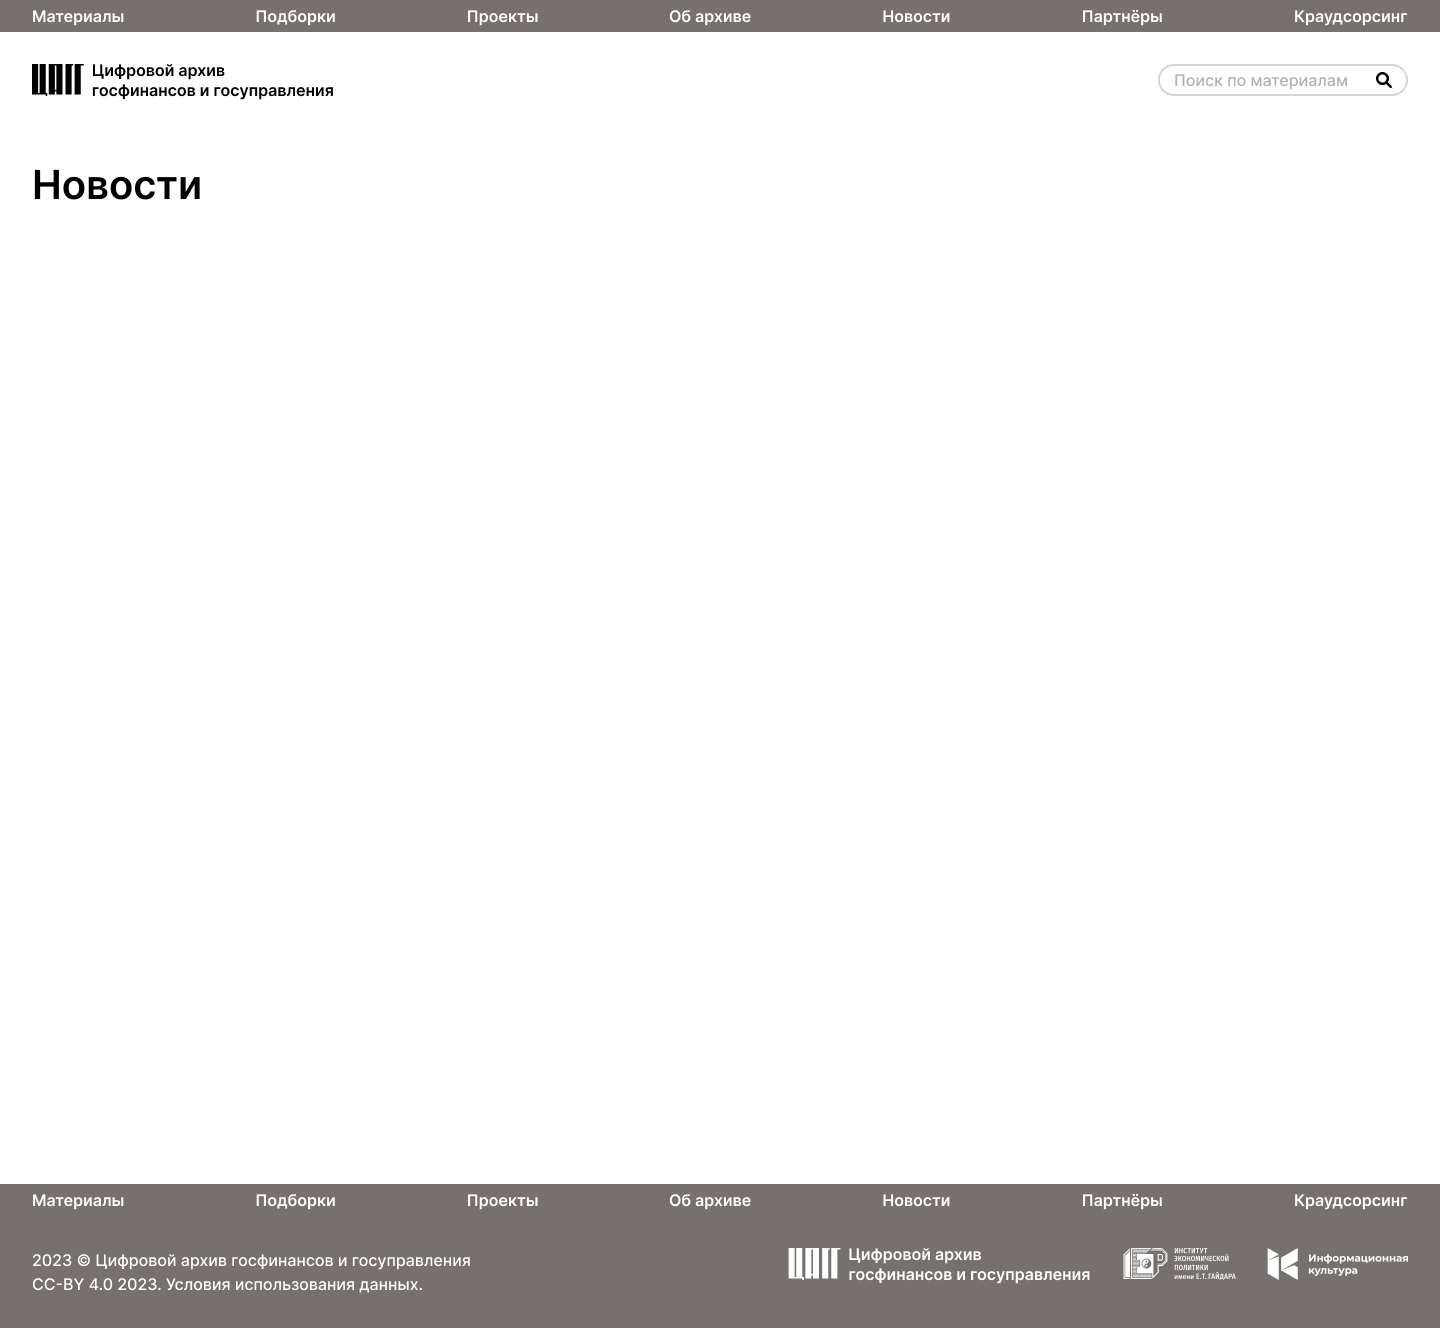 Материалы Подборки Проекты Об архиве Новости Партнёры Краудсорсинг
ЦАГГ Цифровой архив
госфинансов и госуправления
Поиск по материалам
Новости
Материалы Подборки Проекты Об архиве Новости Партнёры Краудсорсинг
2023 © Цифровой архив госфинансов и госуправления
CC-BY 4.0 2023. Условия использования данных.
ЦАГГ Цифровой архив
госфинансов и госуправления
ИНСТИТУТ
ЭКОНОМИЧЕСКОЙ
ПОЛИТИКИ
имени Е.Т. ГАЙДАРА
Информационная
культура